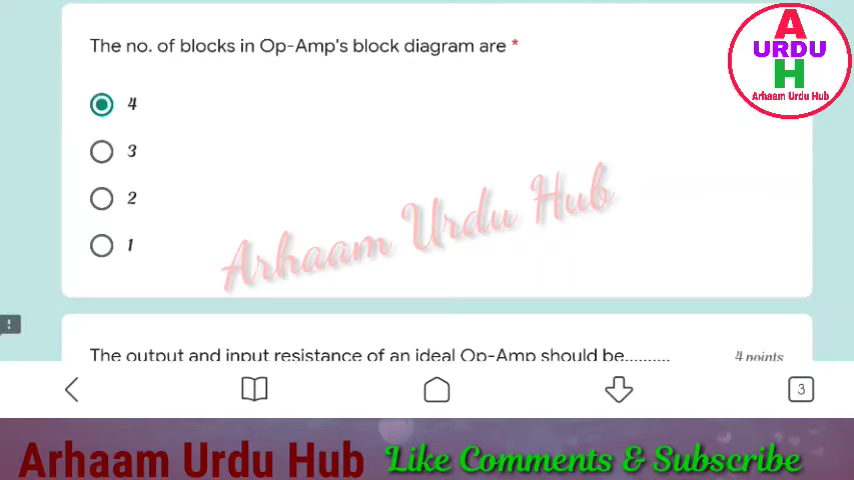 The no. of blocks in Op-Amp's block diagram are *
4
3
2
1
A
URDU
H
Arhaam Urdu Hub
Arhaam Urdu Hub
!
The output and input resistance of an ideal Op-Amp should be..........
4 points
3
Arhaam Urdu Hub
Like Comments & Subscribe